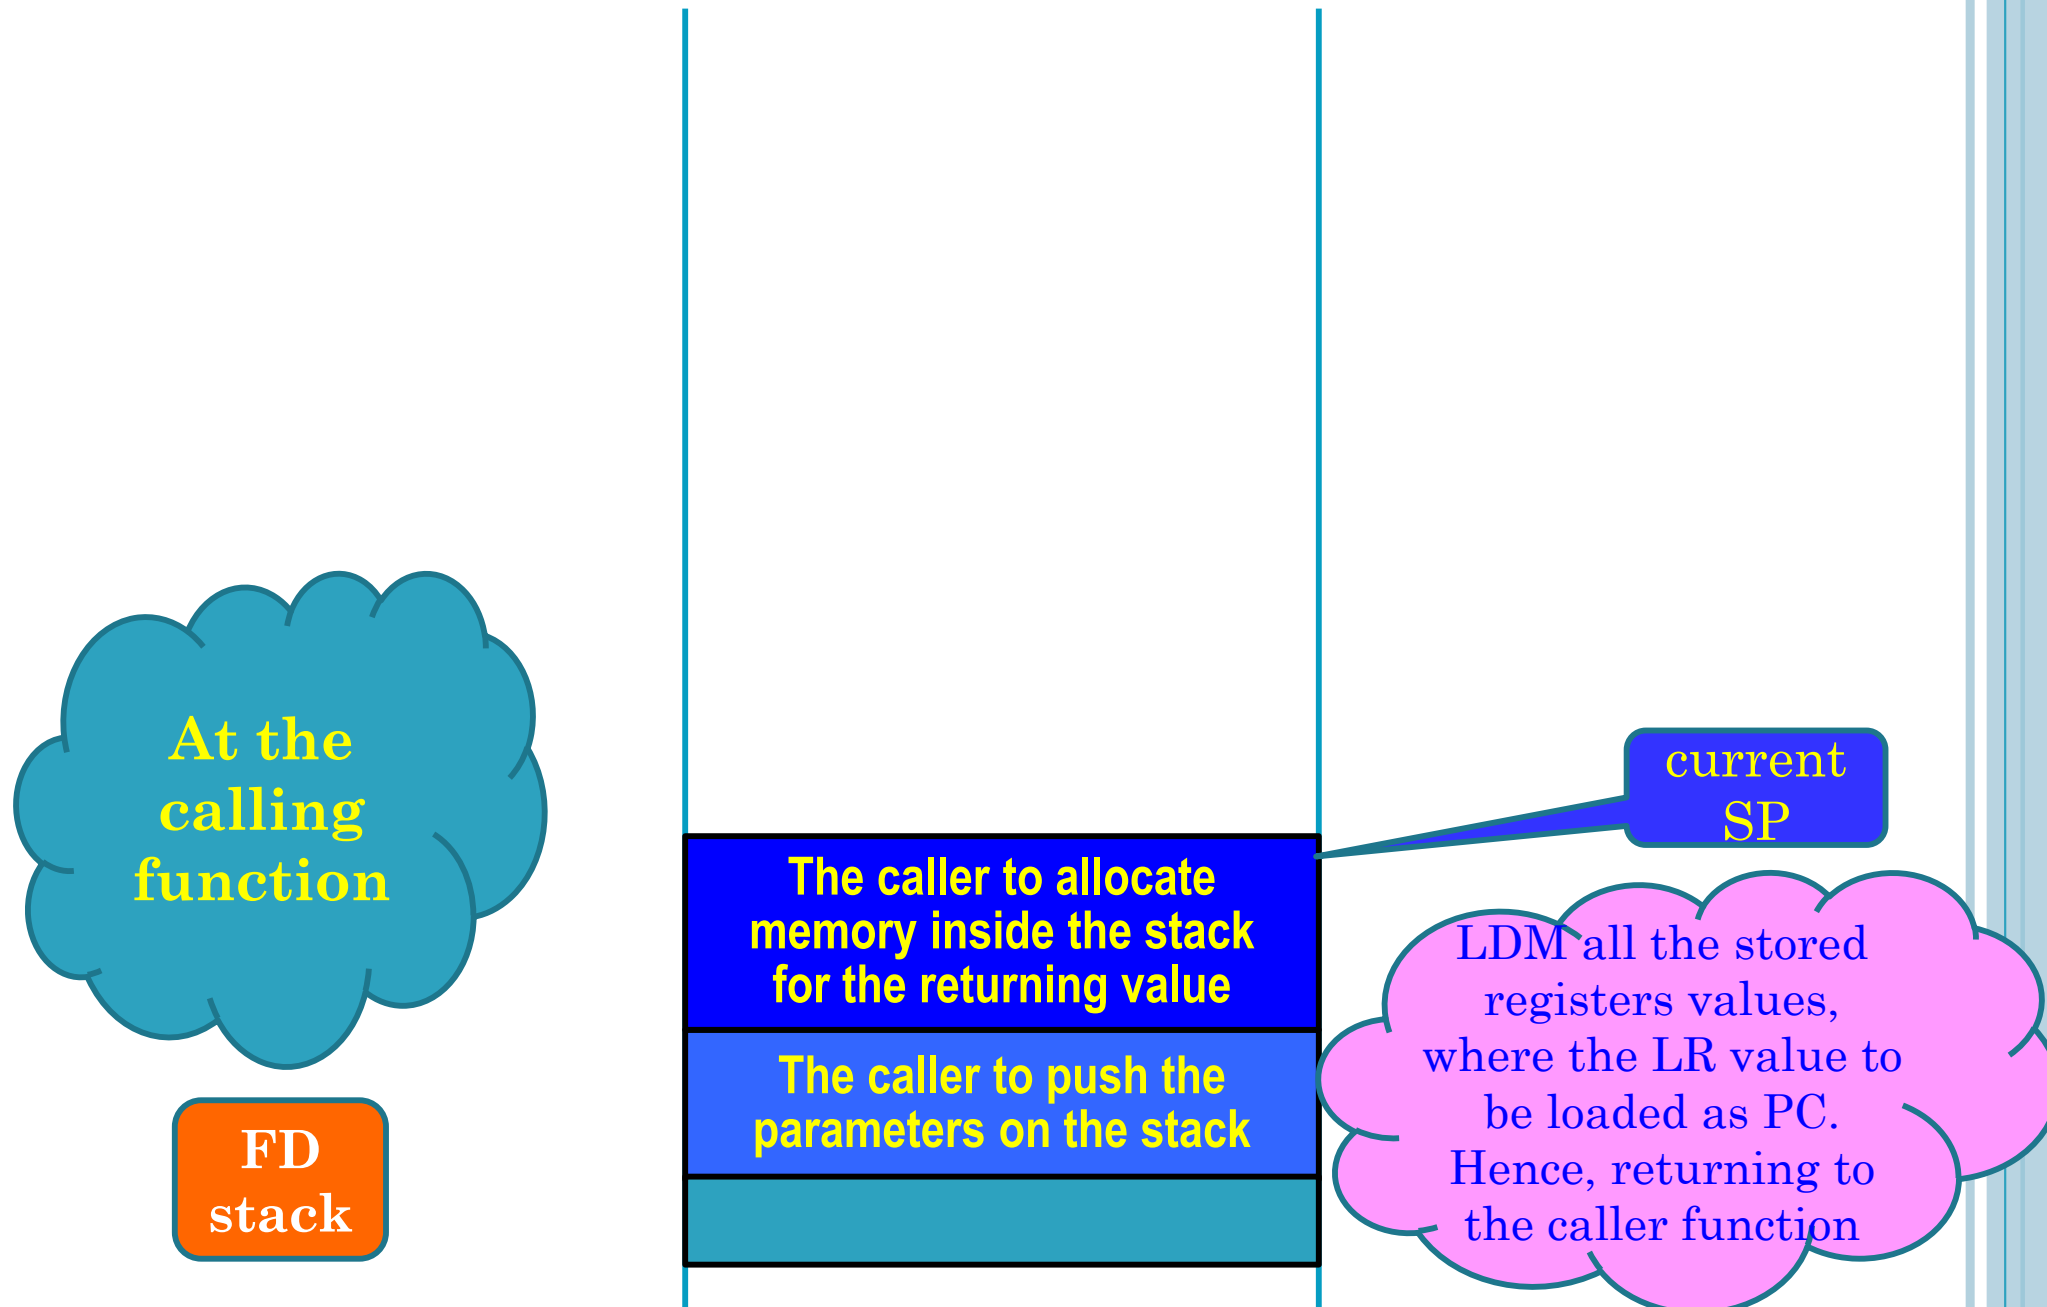 At the
calling
function
FD
stack
The caller to allocate
memory inside the stack
for the returning value
The caller to push the
parameters on the stack
current
SP
LDM all the stored
registers values,
where the LR value to
be loaded as PC.
Hence, returning to
the caller function